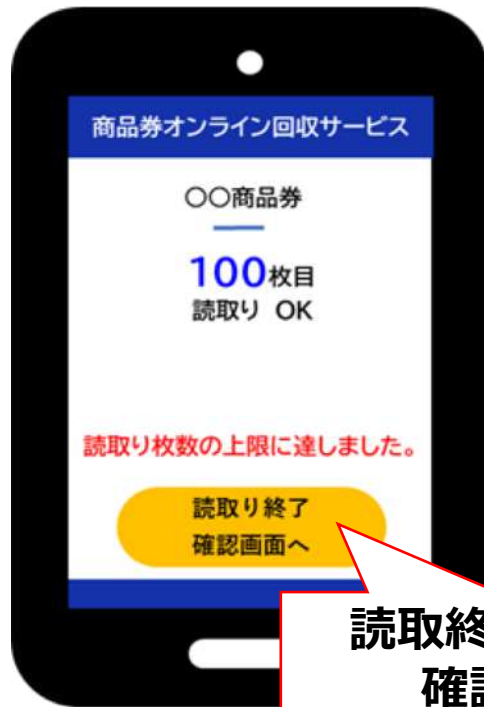 商品券オンライン回収サービス
〇〇商品券
100枚目
読取り OK
読取り枚数の上限に達しました。
読取り終了
確認画面へ
読取終
確認